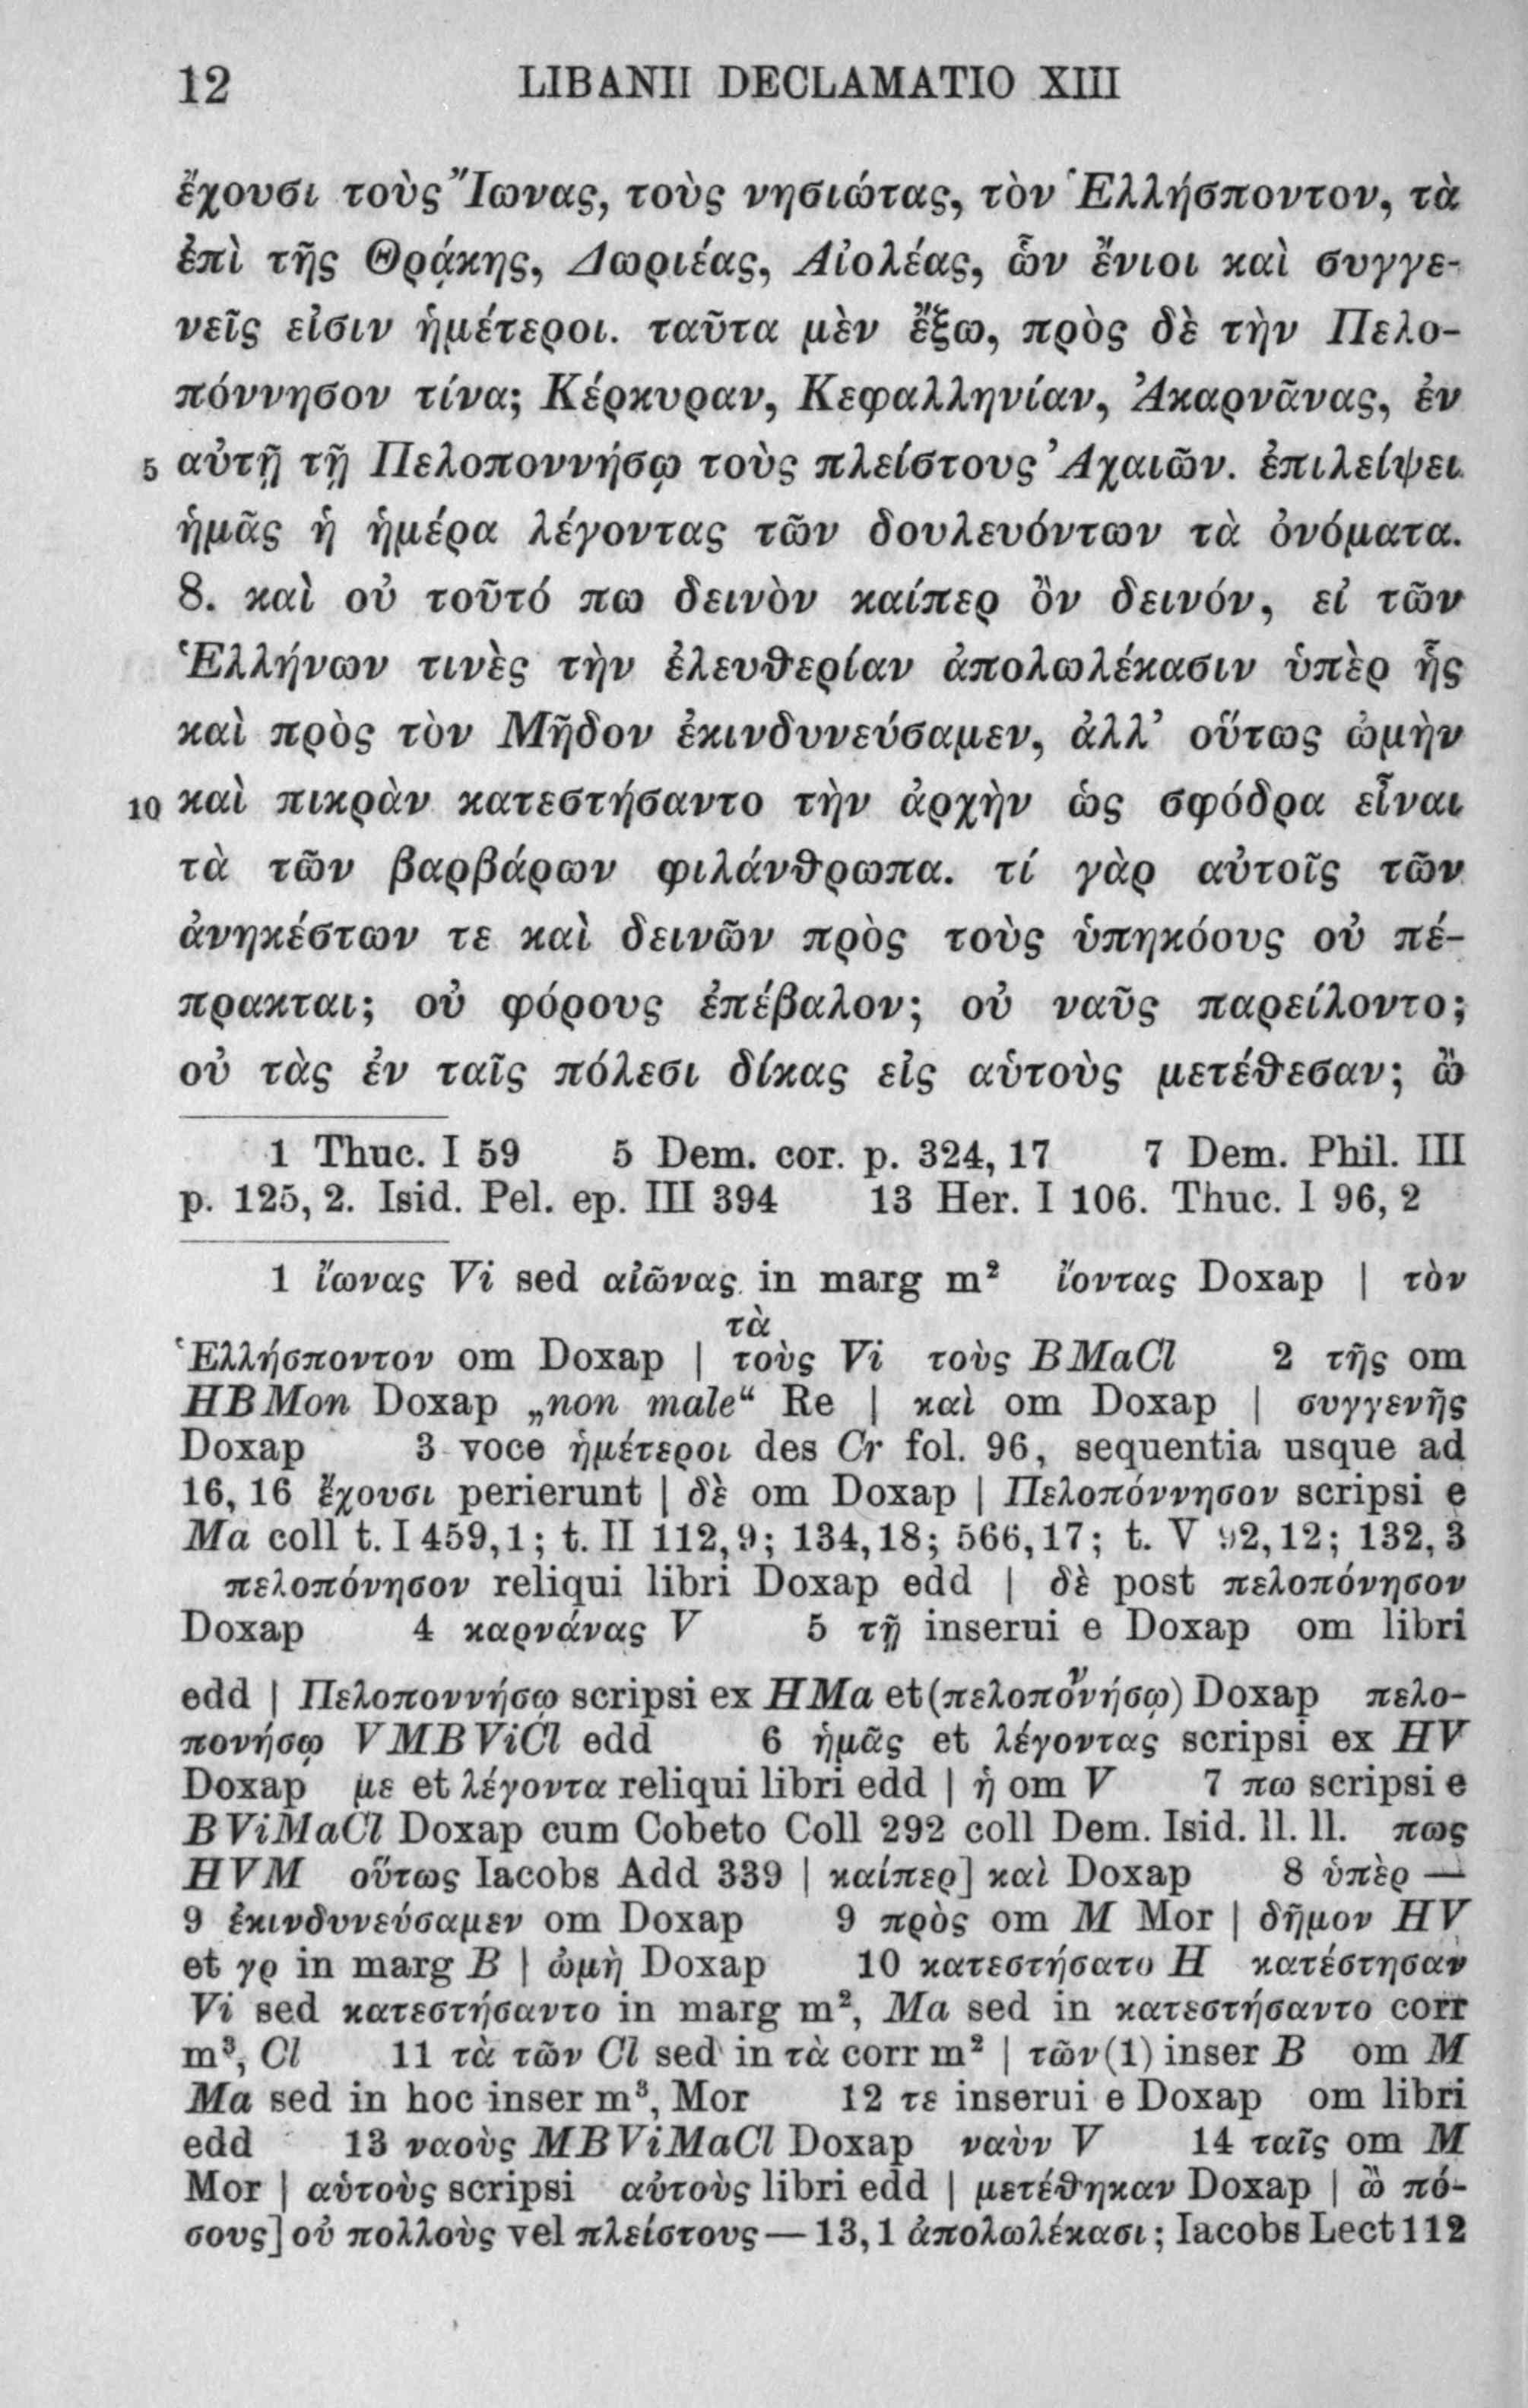 12 LIBANII DECLAMATIO XIII
ἔχουσι τοὺς Ἴωνας, τοὺς νησιώτας, τὸν Ἑλλήσποντον, τὰ
ἐπὶ τῆς Θρᾴκης, Δωριέας, Αἰολέας, ὧν ἔνιοι καὶ συγγε-
νεῖς εἰσιν ἡμέτεροι. ταῦτα μὲν ἔξω, πρὸς δὲ τὴν Πελο-
πόννησον τίνα; Κέρκυραν, Κεφαλληνίαν, Ἀκαρνᾶνας, ἐν
5 αὐτῇ τῇ Πελοποννήσῳ τοὺς πλείστους Ἀχαιῶν. ἐπιλείψει
ἡμᾶς ἡ ἡμέρα λέγοντας τῶν δουλευόντων τὰ ὀνόματα.
8. καὶ οὐ τοῦτό πω δεινὸν καίπερ ὂν δεινόν, εἰ τῶν
Ἑλλήνων τινὲς τὴν ἐλευθερίαν ἀπολωλέκασιν ὑπὲρ ἧς
καὶ πρὸς τὸν Μῆδον ἐκινδυνεύσαμεν, ἀλλ’ οὕτως ὠμὴν
10 καὶ πικρὰν κατεστήσαντο τὴν ἀρχὴν ὡς σφόδρα εἶναι
τὰ τῶν βαρβάρων φιλάνθρωπα. τί γὰρ αὐτοῖς τῶν
ἀνηκέστων τε καὶ δεινῶν πρὸς τοὺς ὑπηκόους οὐ πέ-
πρακται; οὐ φόρους ἐπέβαλον; οὐ ναῦς παρείλοντο;
οὐ τὰς ἐν ταῖς πόλεσι δίκας εἰς αὑτοὺς μετέθεσαν; ὢ
1 Thuc. I 59 5 Dem. cor. p. 324, 17 7 Dem. Phil. III
p. 125, 2. Isid. Pel. ep. III 394 13 Her. I 106. Thuc. I 96, 2
1 ἴωνας Vi sed αἰῶνας in marg m² ἴοντας Doxap | τὸν
τὰ
Ἑλλήσποντον om Doxap | τοὺς Vi τοὺς BMaCl 2 τῆς om
HBMon Doxap „non male“ Re | καὶ om Doxap | συγγενῆς
Doxap 3 voce ἡμέτεροι des Cr fol. 96, sequentia usque ad
16, 16 ἔχουσι perierunt | δὲ om Doxap | Πελοπόννησον scripsi e
Ma coll t. I 459,1; t. II 112,9; 134,18; 566,17; t. V 92,12; 132, 3
πελοπόνησον reliqui libri Doxap edd | δὲ post πελοπόνησον
Doxap 4 καρνάνας V 5 τῇ inserui e Doxap om libri
ν
edd | Πελοποννήσῳ scripsi ex HMa et (πελοπονήσῳ) Doxap πελο-
πονήσῳ VMBViCl edd 6 ἡμᾶς et λέγοντας scripsi ex HV
Doxap με et λέγοντα reliqui libri edd | ἡ om V 7 πω scripsi e
BViMaCl Doxap cum Cobeto Coll 292 coll Dem. Isid. ll. ll. πως
HVM οὕτως Iacobs Add 339 | καίπερ] καὶ Doxap 8 ὑπὲρ —
9 ἐκινδυνεύσαμεν om Doxap 9 πρὸς om M Mor | δῆμον HV
et γρ in marg B | ὠμὴ Doxap 10 κατεστήσατο H κατέστησαν
Vi sed κατεστήσαντο in marg m², Ma sed in κατεστήσαντο corr
m³, Cl 11 τὰ τῶν Cl sed in τὰ corr m² | τῶν (1) inser B om M
Ma sed in hoc inser m³, Mor 12 τε inserui e Doxap om libri
edd 13 ναοὺς MBViMaCl Doxap ναὺν V 14 ταῖς om M
Mor | αὑτοὺς scripsi αὐτοὺς libri edd | μετέθηκαν Doxap | ὢ πό-
σους] οὐ πολλοὺς vel πλείστους — 13, 1 ἀπολωλέκασι; Iacobs Lect 112